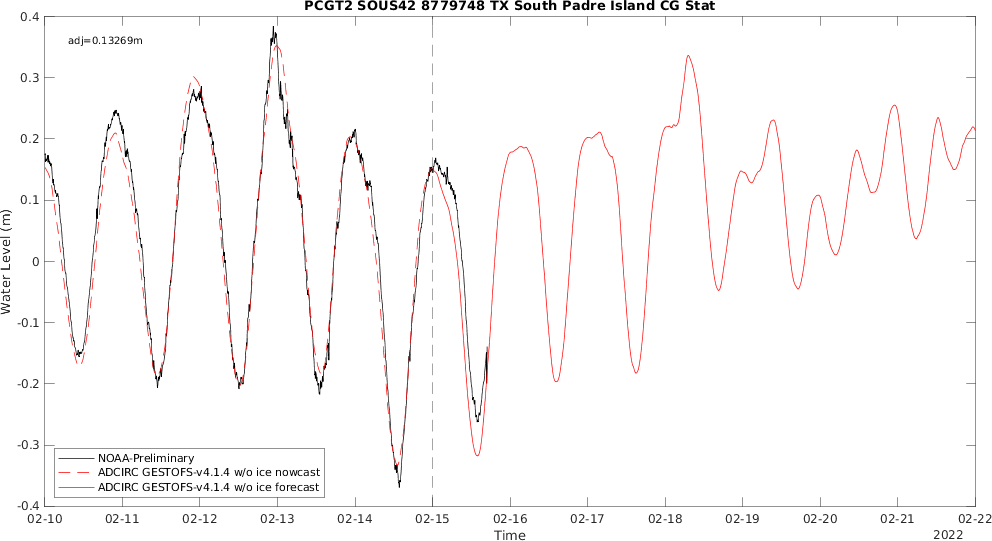 PCGT2 SOUS42 8779748 TX South Padre Island CG Stat
adj=0.13269m
0.4
0.3
0.2
0.1
0
-0.1
-0.2
-0.3
-0.4
Water Level (m)
NOAA-Preliminary
ADCIRC GESTOFS-v4.1.4 w/o ice nowcast
ADCIRC GESTOFS-v4.1.4 w/o ice forecast
02-10 02-11 02-12 02-13 02-14 02-15 02-16 02-17 02-18 02-19 02-20 02-21 02-22
Time
2022